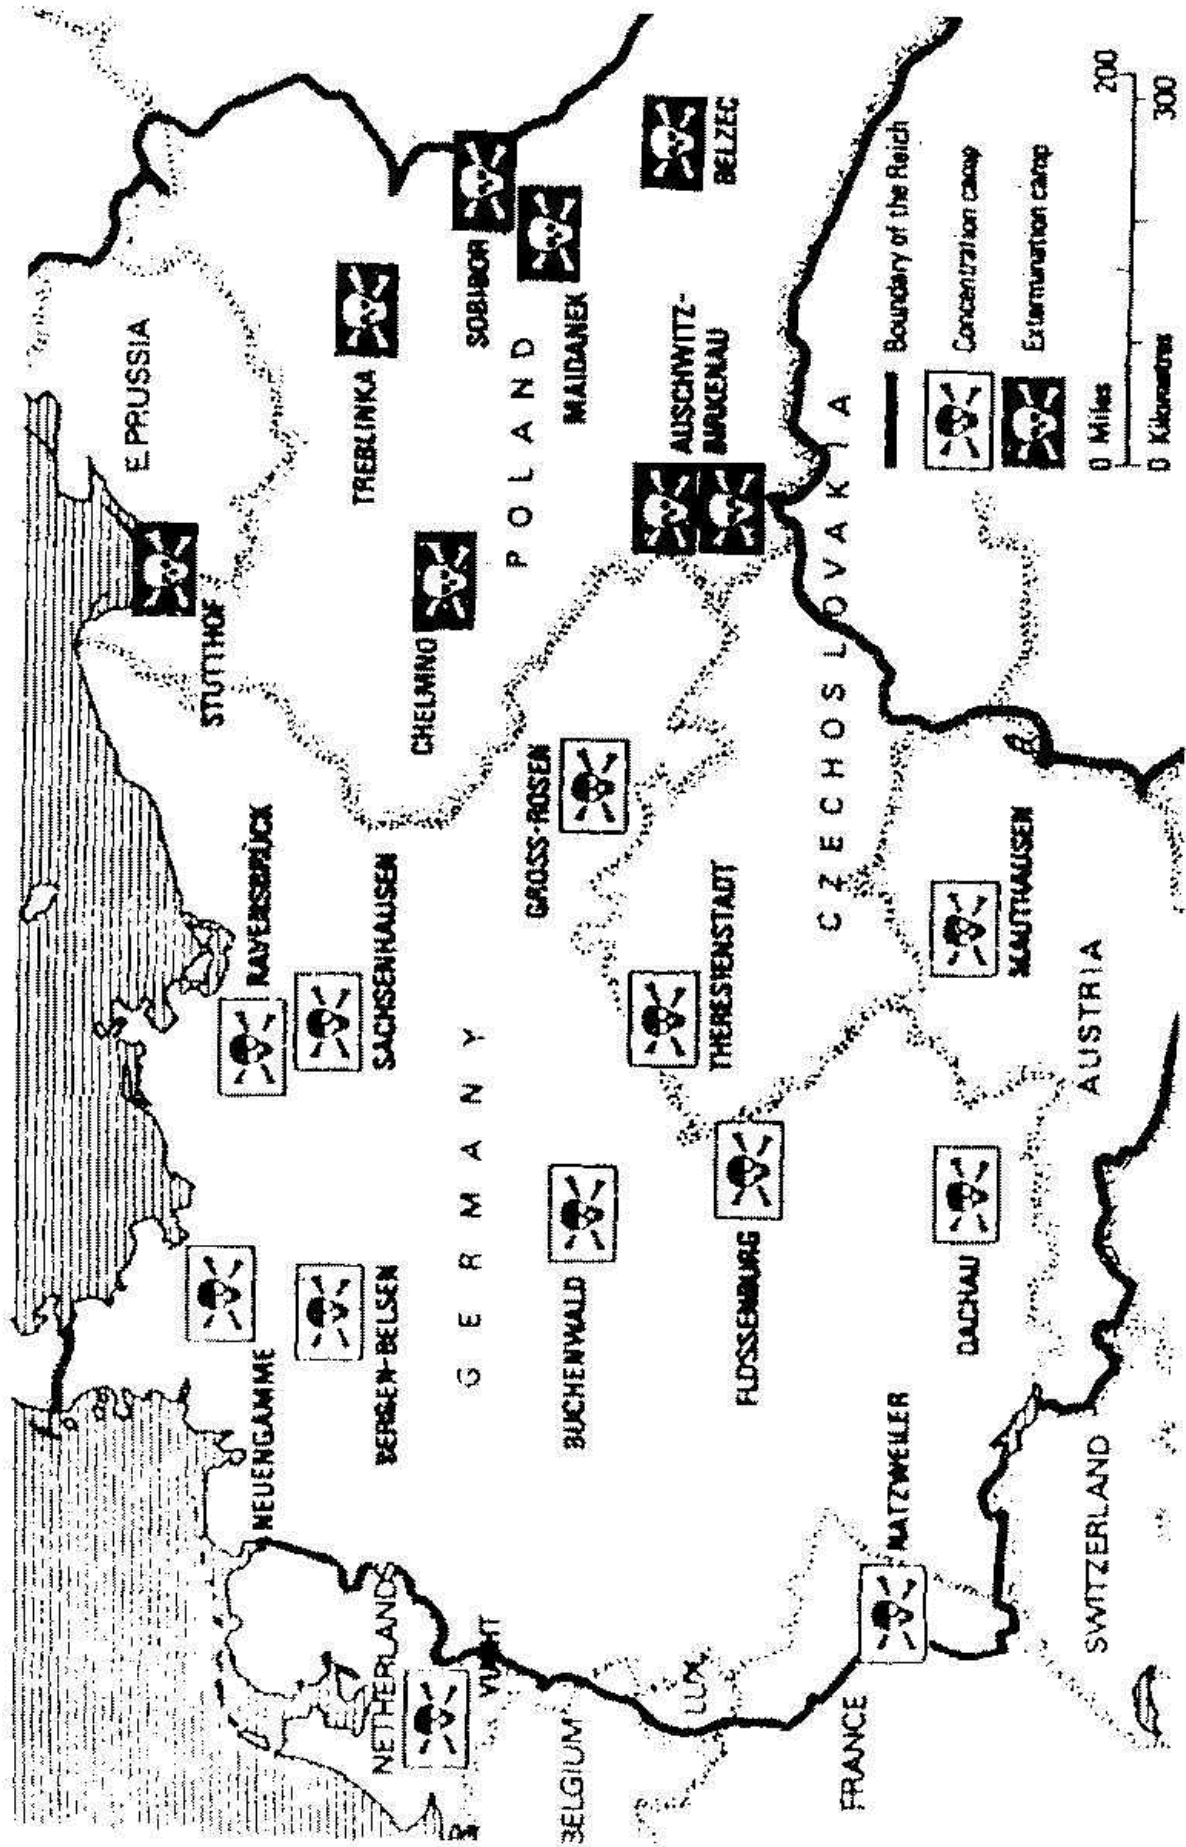 NEUENGAMME
RAVENSBRÜCK
STUTTHOF
E.PRUSSIA
NETHERLANDS
BERGEN-BELSEN
SACHSENHAUSEN
TREBLINKA
CHELMNO
VUGHT
GERMANY
SOBIBOR
POLAND
MAIDANEK
GROSS-ROSEN
BUCHENWALD
BELGIUM
LUX.
THERESIENSTADT
AUSCHWITZ-
BIRKENAU
BELZEC
FLOSSENBURG
CZECHOSLOVAKIA
FRANCE
NATZWEILER
DACHAU
MAUTHAUSEN
SWITZERLAND
AUSTRIA
Boundary of the Reich
Concentration camp
Extermination camp
0 Miles 200
0 Kilometres 300